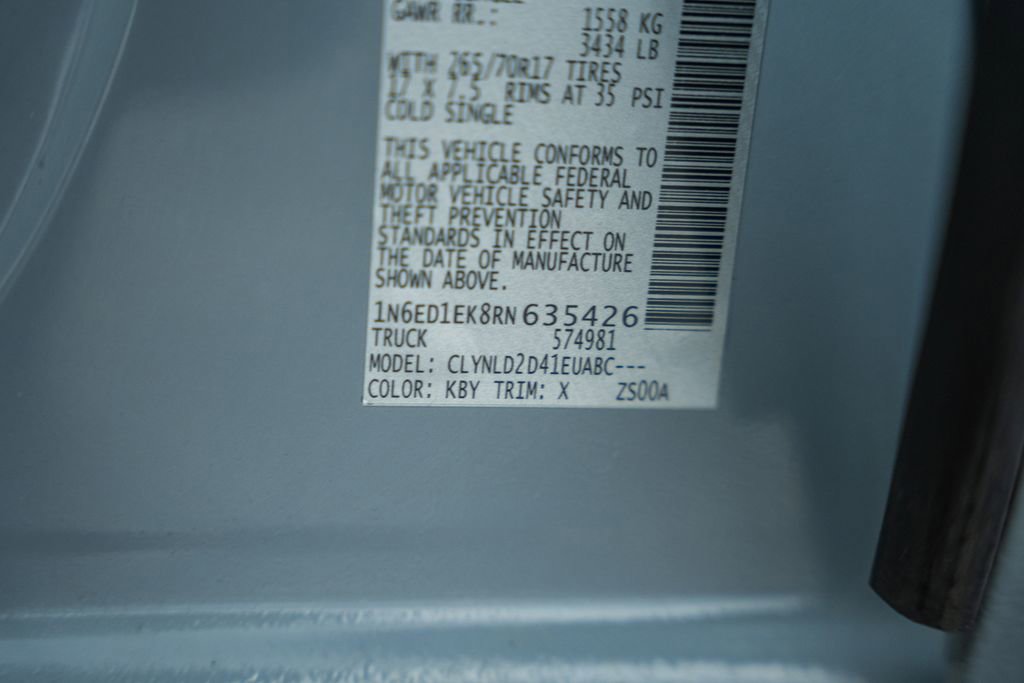 GAWR RR.: 1558 KG
3434 LB
WITH 265/70R17 TIRES
17 X 7.5 RIMS AT 35 PSI
COLD SINGLE
THIS VEHICLE CONFORMS TO
ALL APPLICABLE FEDERAL
MOTOR VEHICLE SAFETY AND
THEFT PREVENTION
STANDARDS IN EFFECT ON
THE DATE OF MANUFACTURE
SHOWN ABOVE.
1N6ED1EK8RN635426
TRUCK 574981
MODEL: CLYNLD2D41EUABC---
COLOR: KBY TRIM: X ZS00A